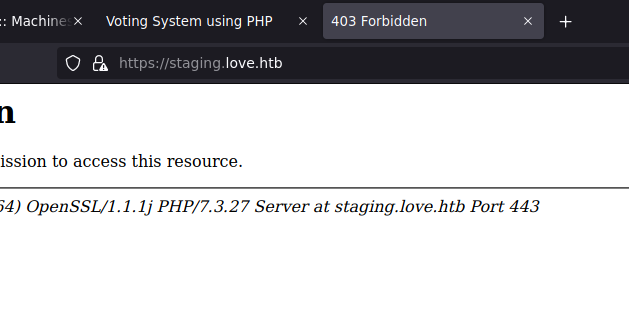 :: Machines Voting System using PHP 403 Forbidden
https://staging.love.htb
n
ission to access this resource.
64) OpenSSL/1.1.1j PHP/7.3.27 Server at staging.love.htb Port 443